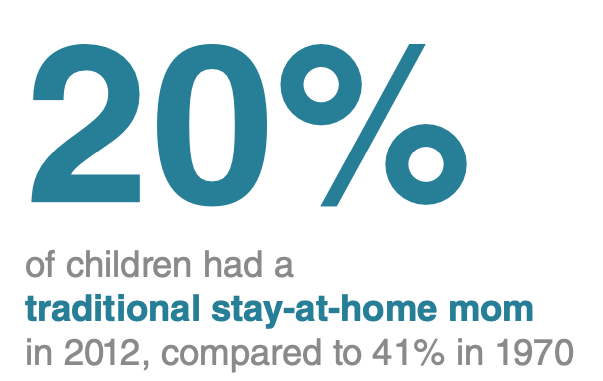 20%
of children had a
traditional stay-at-home mom
in 2012, compared to 41% in 1970